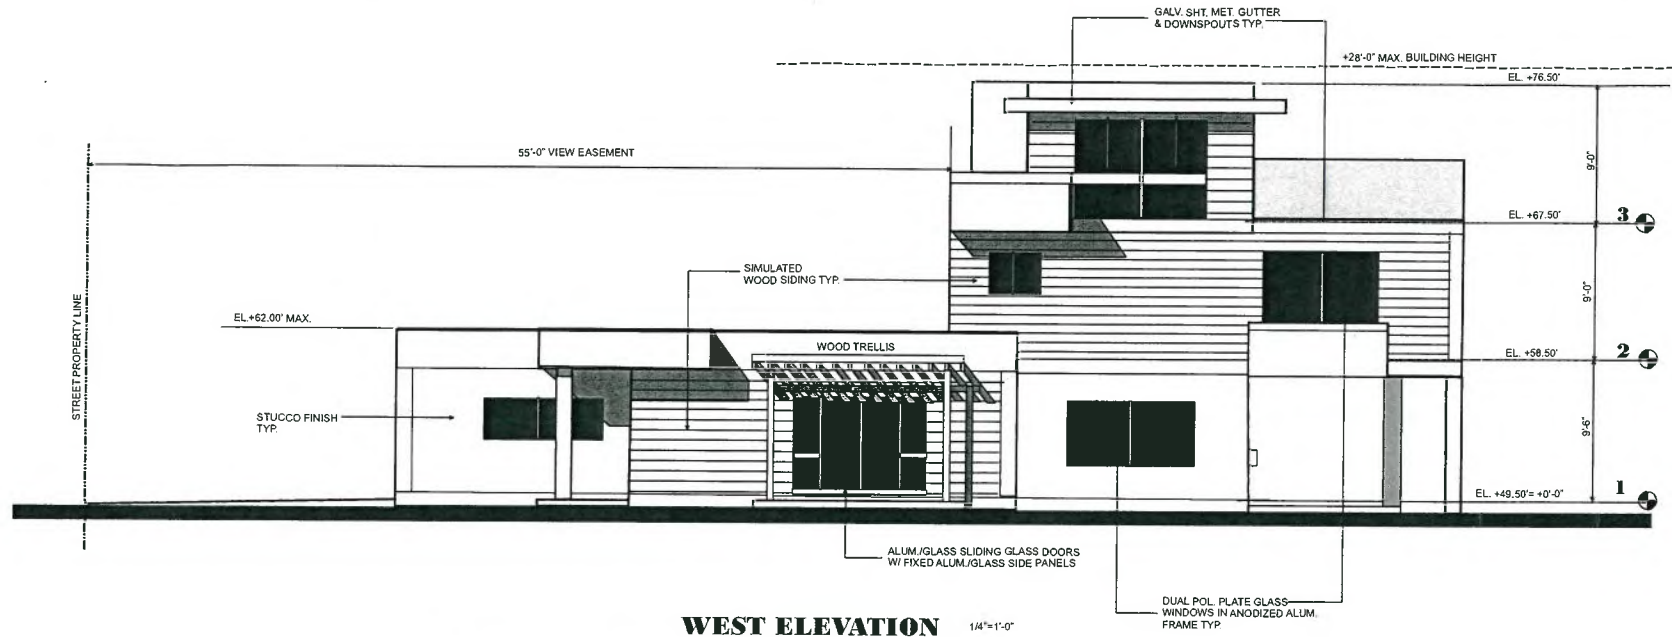 GALV. SHT. MET. GUTTER
& DOWNSPOUTS TYP.
+28'-0" MAX. BUILDING HEIGHT
EL. +76.50'
55'-0" VIEW EASEMENT
9'-0"
EL. +67.50'
3
SIMULATED
WOOD SIDING TYP.
9'-0"
STREET PROPERTY LINE
EL.+62.00' MAX.
WOOD TRELLIS
EL. +58.50'
2
STUCCO FINISH
TYP.
9'-6"
EL. +49.50'= +0'-0"
1
ALUM./GLASS SLIDING GLASS DOORS
W/ FIXED ALUM./GLASS SIDE PANELS
DUAL POL. PLATE GLASS
WINDOWS IN ANODIZED ALUM.
FRAME TYP.
WEST ELEVATION 1/4"=1'-0"